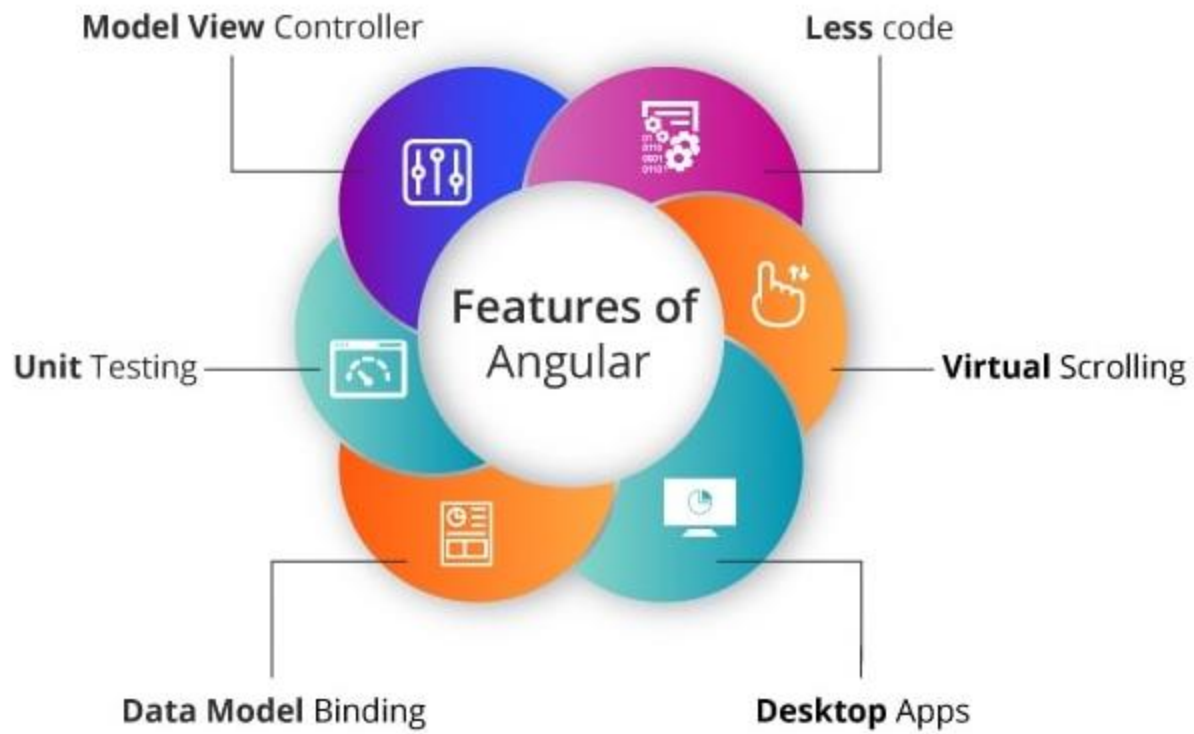 Model View Controller
Less code
Features of
Angular
Unit Testing
Virtual Scrolling
Data Model Binding
Desktop Apps